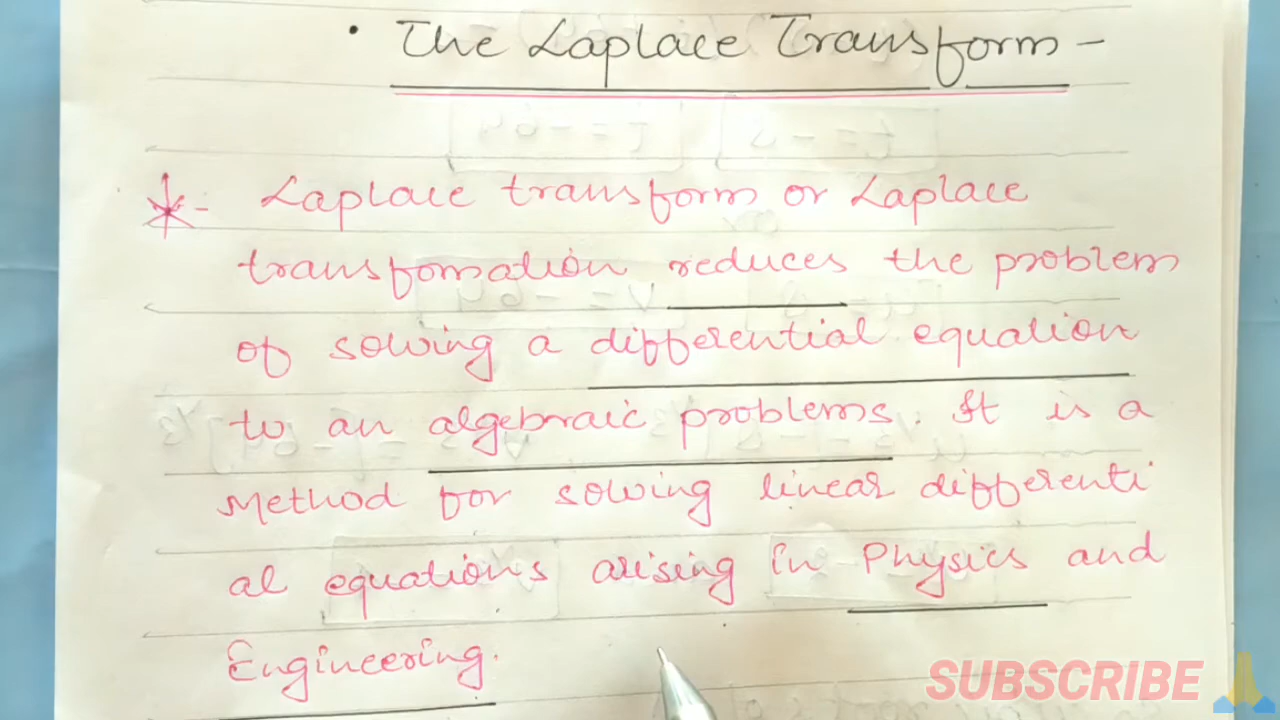 • The Laplace Transform -
*- Laplace transform or Laplace
transfomation reduces the problem
of solving a differential equation
to an algebraic problems. It is a
Method for solving linear differenti
al equations arising in Physics and
Engineering.
SUBSCRIBE